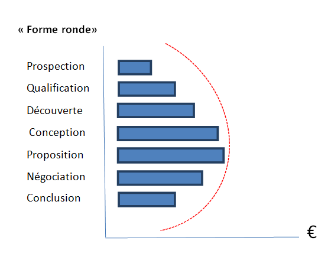 « Forme ronde»
Prospection
Qualification
Découverte
Conception
Proposition
Négociation
Conclusion
€